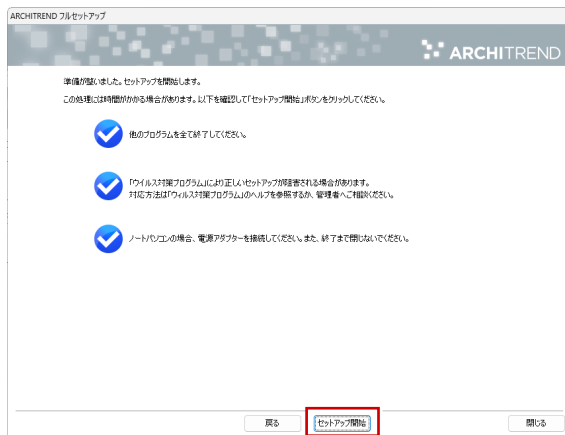 ARCHITREND フルセットアップ
ARCHITREND
準備が整いました。セットアップを開始します。
この処理には時間がかかる場合があります。以下を確認して「セットアップ開始」ボタンをクリックしてください。
他のプログラムを全て終了してください。
「ウイルス対策プログラム」により正しいセットアップが阻害される場合があります。
対応方法は「ウィルス対策プログラム」のヘルプを参照するか、管理者へご相談ください。
ノートパソコンの場合、電源アダプターを接続してください。また、終了まで閉じないでください。
戻る
セットアップ開始
閉じる